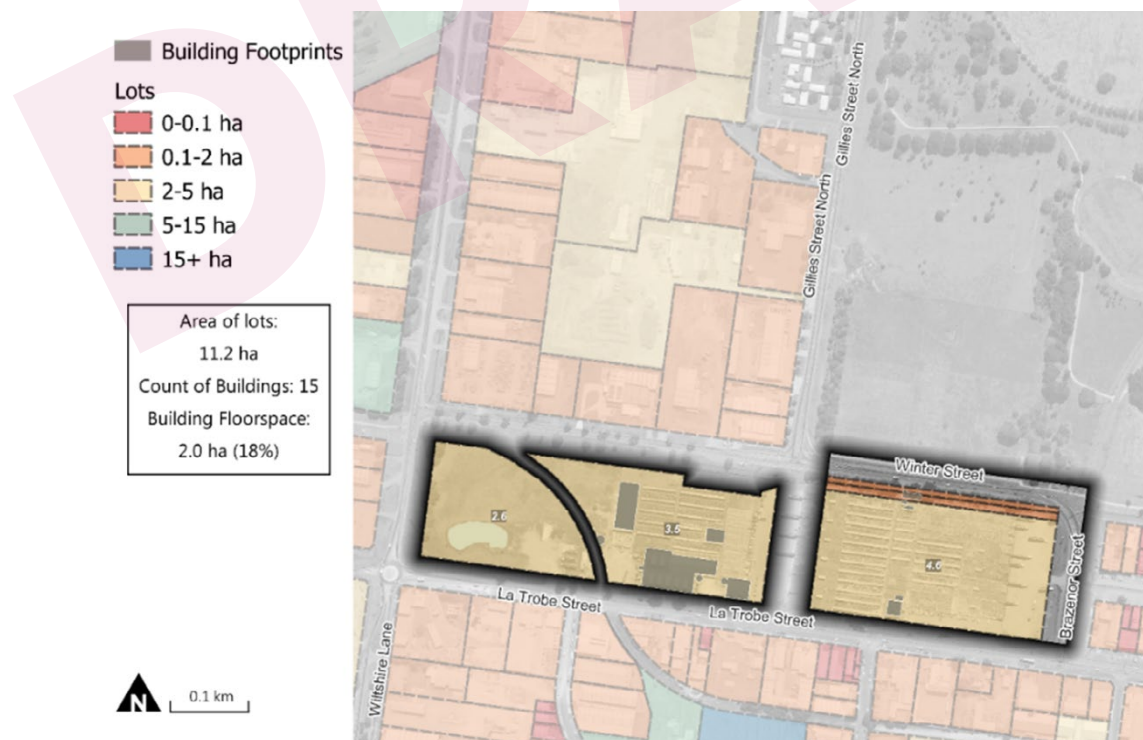 Building Footprints
Lots
0-0.1 ha
0.1-2 ha
2-5 ha
5-15 ha
15+ ha
Area of lots:
11.2 ha
Count of Buildings: 15
Building Floorspace:
2.0 ha (18%)
N
0.1 km
Gillies Street North
Gillies Street North
Winter Street
2.6
3.5
4.6
La Trobe Street
La Trobe Street
Brazenor Street
Wiltshire Lane